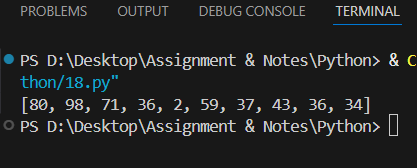 PROBLEMS OUTPUT DEBUG CONSOLE TERMINAL
PS D:\Desktop\Assignment & Notes\Python> & C
thon/18.py"
[80, 98, 71, 36, 2, 59, 37, 43, 36, 34]
PS D:\Desktop\Assignment & Notes\Python>